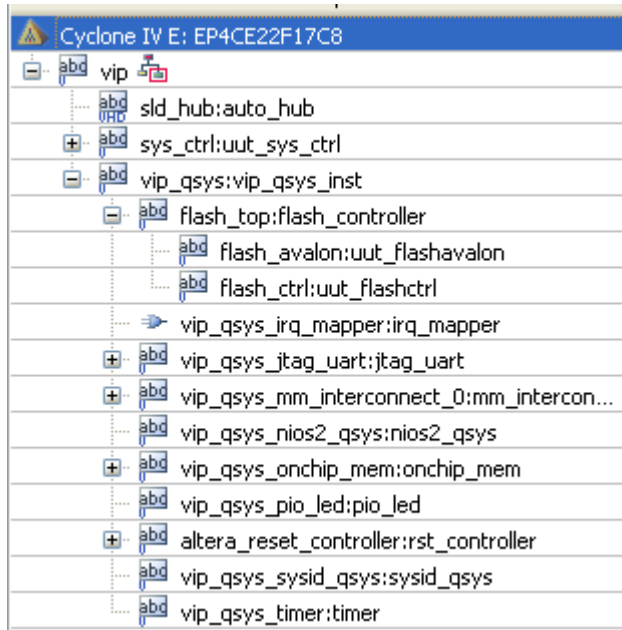 Cyclone IV E: EP4CE22F17C8
vip
sld_hub:auto_hub
sys_ctrl:uut_sys_ctrl
vip_qsys:vip_qsys_inst
flash_top:flash_controller
flash_avalon:uut_flashavalon
flash_ctrl:uut_flashctrl
vip_qsys_irq_mapper:irq_mapper
vip_qsys_jtag_uart:jtag_uart
vip_qsys_mm_interconnect_0:mm_intercon...
vip_qsys_nios2_qsys:nios2_qsys
vip_qsys_onchip_mem:onchip_mem
vip_qsys_pio_led:pio_led
altera_reset_controller:rst_controller
vip_qsys_sysid_qsys:sysid_qsys
vip_qsys_timer:timer